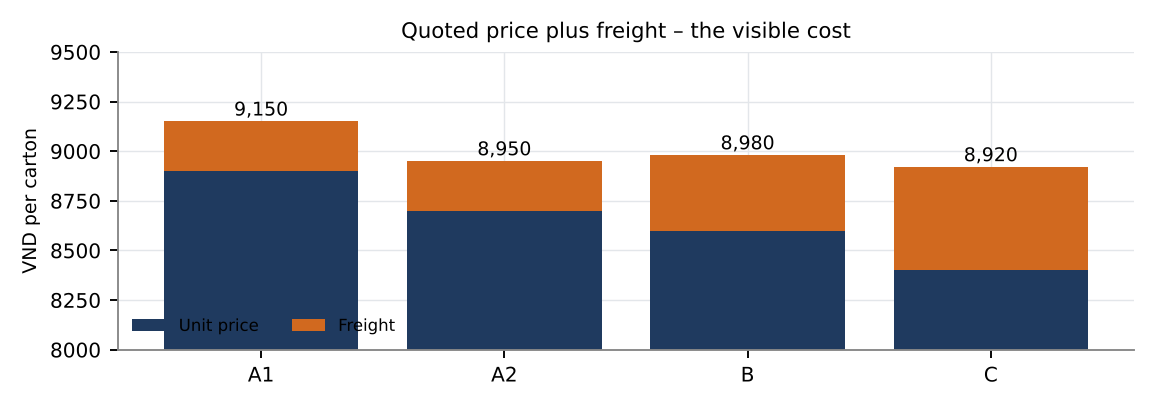 Quoted price plus freight – the visible cost
VND per carton
9500
9250
9000
8750
8500
8250
8000
9,150
8,950
8,980
8,920
Unit price
Freight
A1
A2
B
C